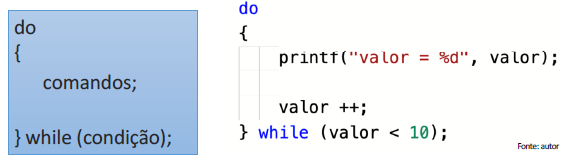 do
{
comandos;
} while (condição);
do
{
printf("valor = %d", valor);
valor ++;
} while (valor < 10);
Fonte: autor